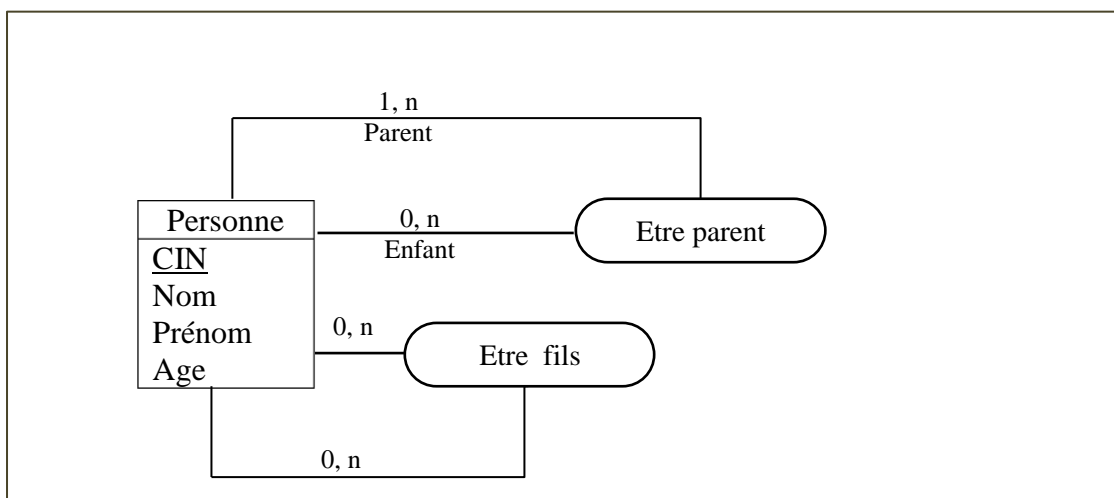 1, n
Parent
Personne
0, n
Enfant
Etre parent
CIN
Nom
Prénom
Age
0, n
Etre fils
0, n